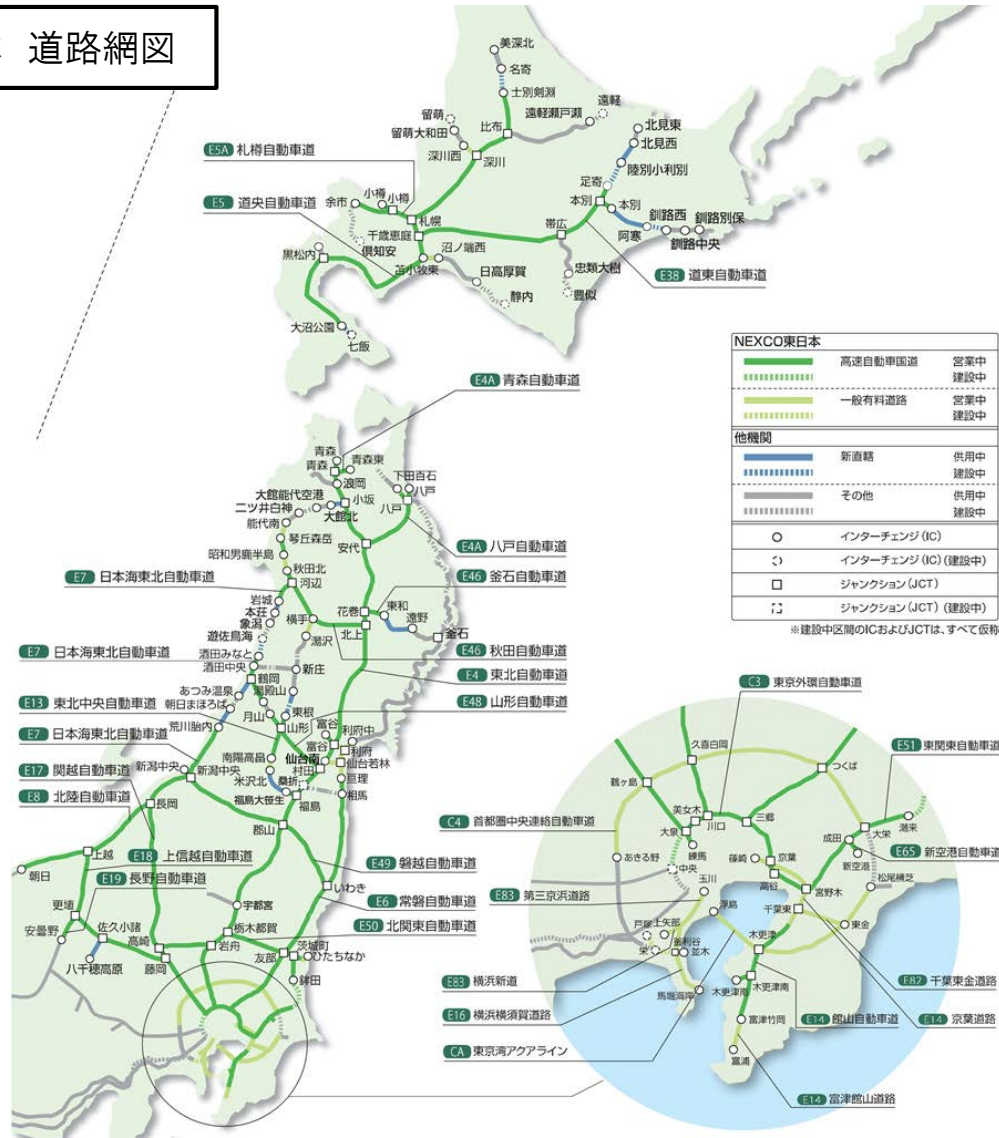 道路網図
美深北
名寄
士別剣淵
留萌
留萌大和田
深川西
比布
深川
遠軽瀬戸瀬
遠軽
北見東
北見西
陸別小利別
足寄
本別
本別
阿寒
釧路西
釧路別保
釧路中央
帯広
忠類大樹
豊似
E5A 札樽自動車道
E5 道央自動車道
余市
小樽
小樽
札幌
千歳恵庭
倶知安
沼ノ端西
苫小牧東
日高厚賀
静内
黒松内
大沼公園
七飯
E38 道東自動車道
NEXCO東日本
高速自動車国道 営業中
建設中
一般有料道路 営業中
建設中
他機関
新直轄 供用中
建設中
その他 供用中
建設中
インターチェンジ(IC)
インターチェンジ(IC)(建設中)
ジャンクション(JCT)
ジャンクション(JCT)(建設中)
※建設中区間のICおよびJCTは、すべて仮称
E4A 青森自動車道
青森
青森
青森東
浪岡
下田百石
八戸
八戸
大館能代空港
二ツ井白神
能代南
小坂
大館北
琴丘森岳
昭和男鹿半島
秋田北
河辺
安代
E4A 八戸自動車道
E46 釜石自動車道
E7 日本海東北自動車道
岩城
本荘
象潟
遊佐鳥海
酒田みなと
酒田中央
横手
湯沢
花巻
東和
遠野
北上
釜石
E46 秋田自動車道
E7 日本海東北自動車道
E4 東北自動車道
E13 東北中央自動車道
E48 山形自動車道
鶴岡
新庄
湯殿山
あつみ温泉
朝日まほろば
荒川胎内
月山
東根
山形
富谷
富谷
利府中
利府
仙台南
仙台若林
村田
亘理
南陽高畠
米沢北
桑折
相馬
福島大笹生
福島
E7 日本海東北自動車道
E17 関越自動車道
E8 北陸自動車道
新潟中央
新潟中央
長岡
郡山
上越
朝日
E18 上信越自動車道
E19 長野自動車道
E49 磐越自動車道
いわき
E6 常磐自動車道
E50 北関東自動車道
更埴
安曇野
佐久小諸
八千穂高原
高崎
藤岡
宇都宮
栃木都賀
岩舟
友部
茨城町
ひたちなか
鉾田
C3 東京外環自動車道
E51 東関東自動車道
C4 首都圏中央連絡自動車道
E65 新空港自動車道
E83 第三京浜道路
久喜白岡
鶴ヶ島
つくば
美女木
川口
三郷
大泉
練馬
中央
あきる野
玉川
篠崎
京葉
高谷
成田
大栄
潮来
新空港
松尾横芝
宮野木
千葉東
東金
浮島
木更津
戸塚
上矢部
栄
釜利谷
並木
馬堀海岸
木更津南
木更津南
富津竹岡
富浦
E83 横浜新道
E16 横浜横須賀道路
CA 東京湾アクアライン
E82 千葉東金道路
E14 館山自動車道
E14 京葉道路
E14 富津館山道路